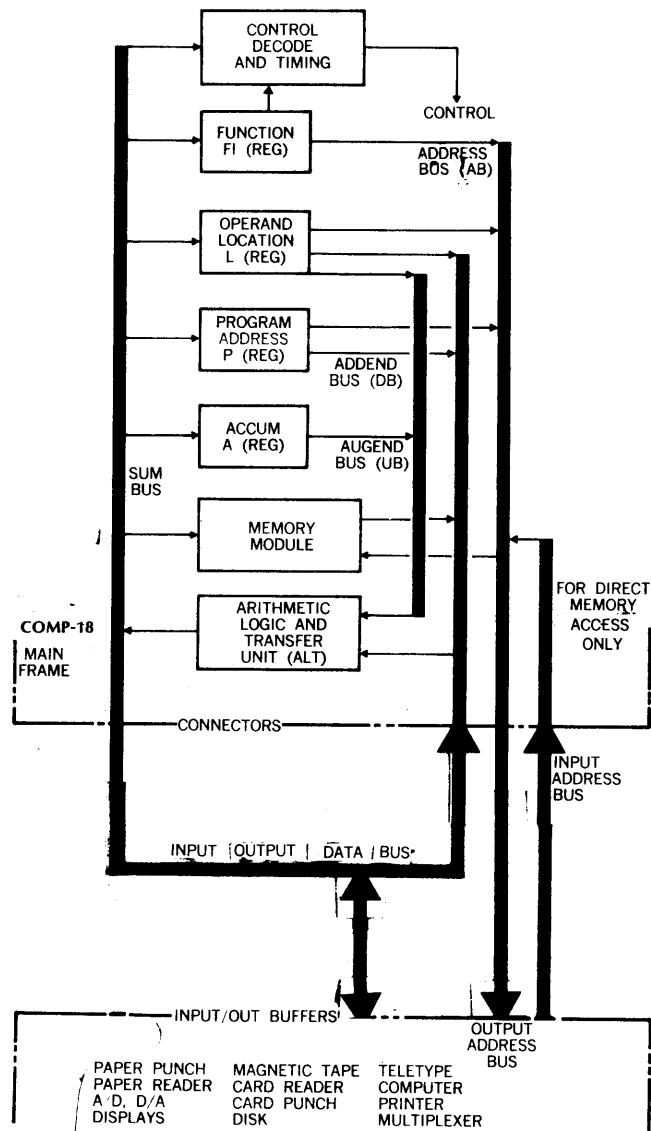 CONTROL
DECODE
AND TIMING
CONTROL
FUNCTION
FI (REG)
ADDRESS
BUS (AB)
OPERAND
LOCATION
L (REG)
PROGRAM
ADDRESS
P (REG)
ADDEND
BUS (DB)
ACCUM
A (REG)
AUGEND
BUS (UB)
SUM
BUS
MEMORY
MODULE
FOR DIRECT
MEMORY
ACCESS
ONLY
ARITHMETIC
LOGIC AND
TRANSFER
UNIT (ALT)
COMP-18
MAIN
FRAME
CONNECTORS
INPUT
ADDRESS
BUS
INPUT OUTPUT DATA BUS
INPUT/OUT BUFFERS
OUTPUT
ADDRESS
BUS
PAPER PUNCH MAGNETIC TAPE TELETYPE
PAPER READER CARD READER COMPUTER
A/D, D/A CARD PUNCH PRINTER
DISPLAYS DISK MULTIPLEXER